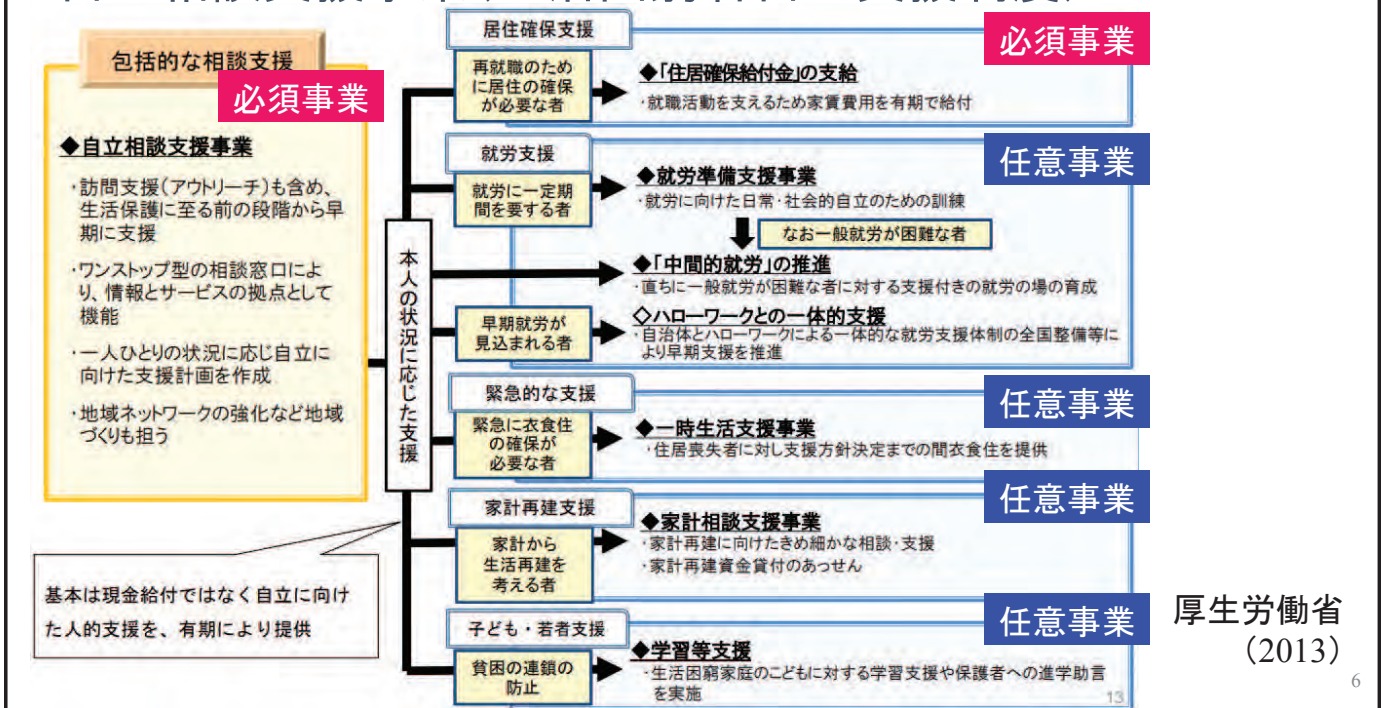 包括的な相談支援
必須事業
◆自立相談支援事業
・訪問支援(アウトリーチ)も含め、
生活保護に至る前の段階から早
期に支援
・ワンストップ型の相談窓口によ
り、情報とサービスの拠点として
機能
・一人ひとりの状況に応じ自立に
向けた支援計画を作成
・地域ネットワークの強化など地域
づくりも担う
基本は現金給付ではなく自立に向け
た人的支援を、有期により提供
本人の状況に応じた支援
居住確保支援
必須事業
再就職のため
に居住の確保
が必要な者
◆「住居確保給付金」の支給
・就職活動を支えるため家賃費用を有期で給付
就労支援
任意事業
就労に一定期
間を要する者
◆就労準備支援事業
・就労に向けた日常・社会的自立のための訓練
なお一般就労が困難な者
◆「中間的就労」の推進
・直ちに一般就労が困難な者に対する支援付きの就労の場の育成
早期就労が
見込まれる者
◇ハローワークとの一体的支援
・自治体とハローワークによる一体的な就労支援体制の全国整備等に
より早期支援を推進
緊急的な支援
任意事業
緊急に衣食住
の確保が
必要な者
◆一時生活支援事業
・住居喪失者に対し支援方針決定までの間衣食住を提供
家計再建支援
任意事業
家計から
生活再建を
考える者
◆家計相談支援事業
・家計再建に向けたきめ細かな相談・支援
・家計再建資金貸付のあっせん
子ども・若者支援
任意事業
貧困の連鎖の
防止
◆学習等支援
・生活困窮家庭のこどもに対する学習支援や保護者への進学助言
を実施
13
厚生労働省
(2013)
6